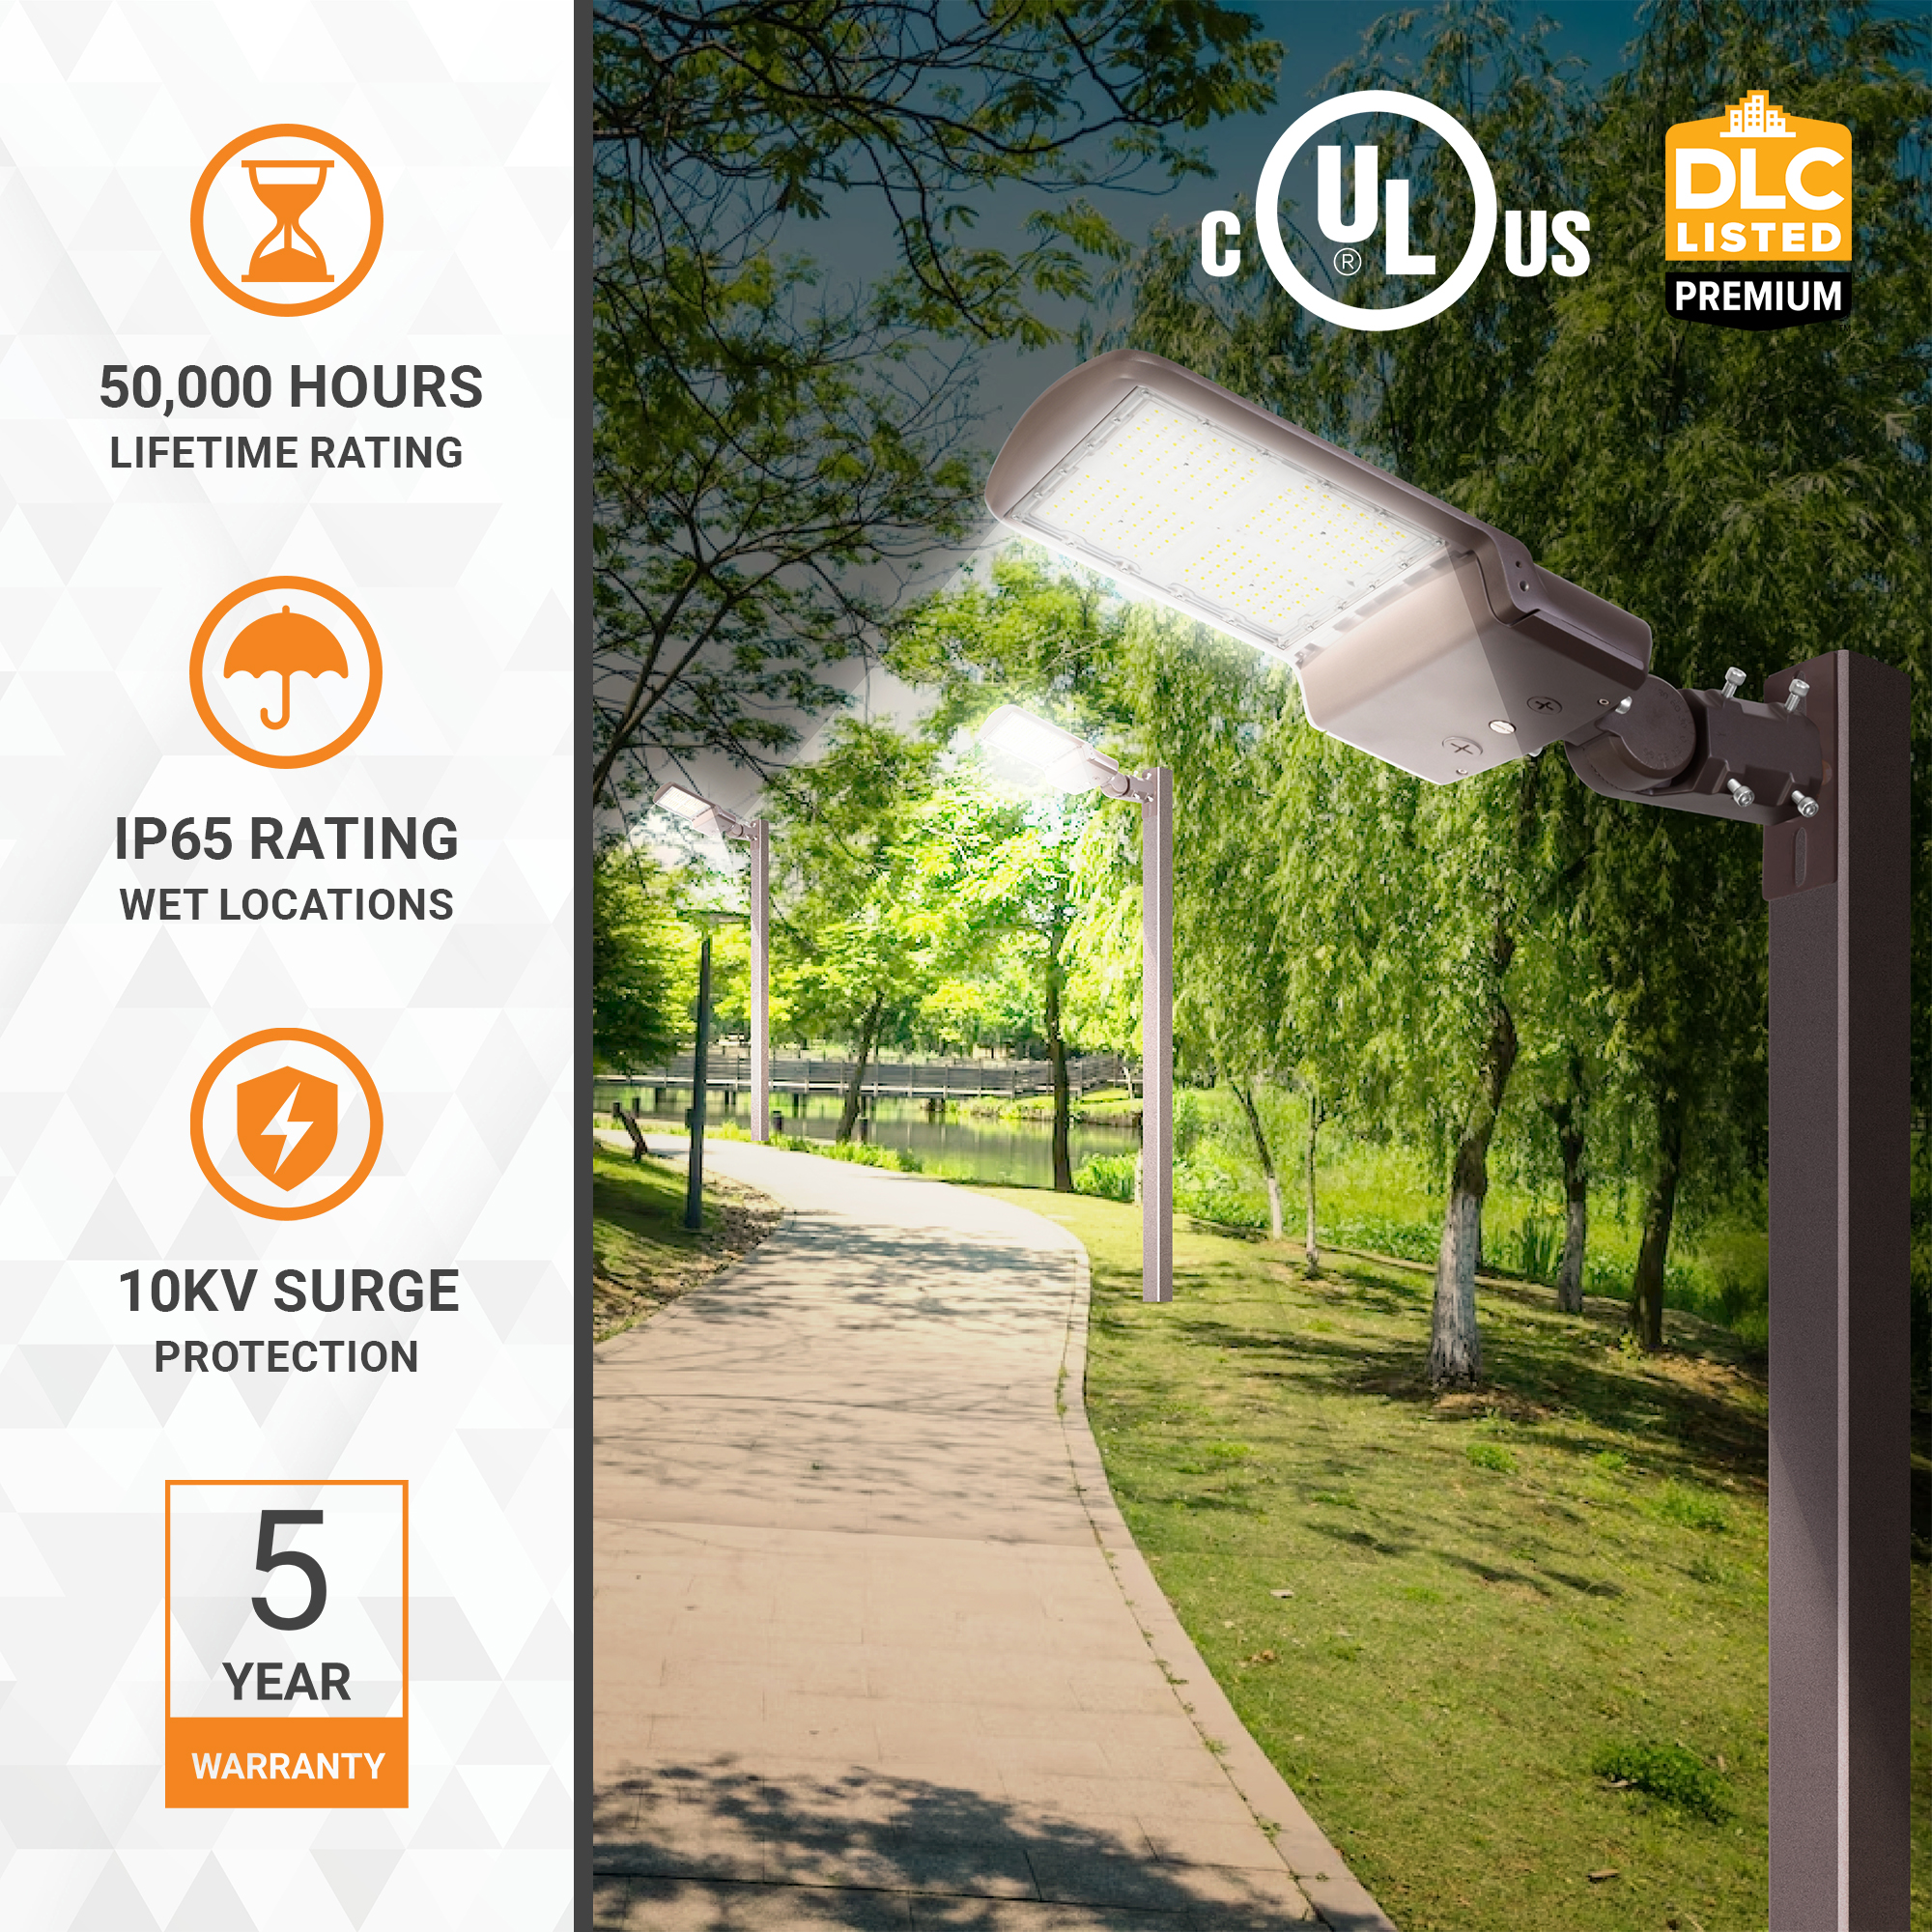 50,000 HOURS
LIFETIME RATING
IP65 RATING
WET LOCATIONS
10KV SURGE
PROTECTION
5
YEAR
WARRANTY
C UL® US
DLC
LISTED
PREMIUM